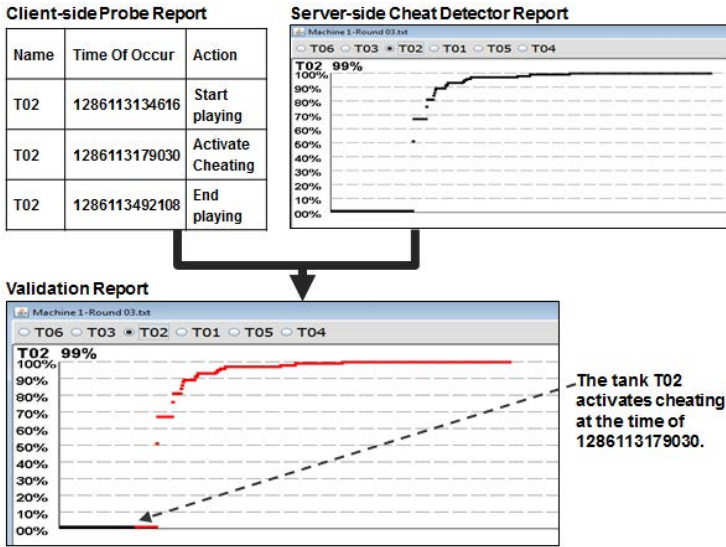 Client-side Probe Report
Name Time Of Occur Action
T02 1286113134616 Start
playing
T02 1286113179030 Activate
Cheating
T02 1286113492108 End
playing
Server-side Cheat Detector Report
Machine 1-Round 03.txt
T06 T03 T02 T01 T05 T04
T02 99%
100%
90%
80%
70%
60%
50%
40%
30%
20%
10%
00%
Validation Report
Machine 1-Round 03.txt
T06 T03 T02 T01 T05 T04
T02 99%
100%
90%
80%
70%
60%
50%
40%
30%
20%
10%
00%
The tank T02
activates cheating
at the time of
1286113179030.